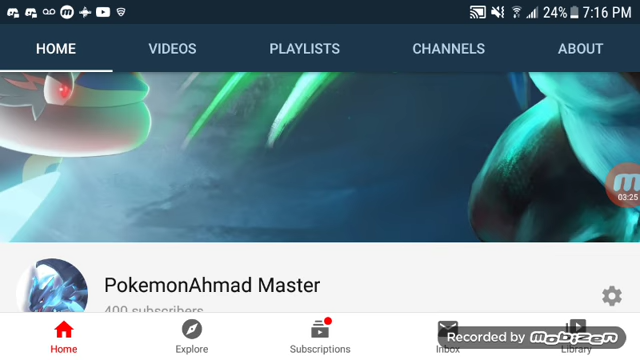 24% 7:16 PM
HOME VIDEOS PLAYLISTS CHANNELS ABOUT
03:25
PokemonAhmad Master
400 subscribers
Home Explore Subscriptions Inbox Library
Recorded by MOBIZEN